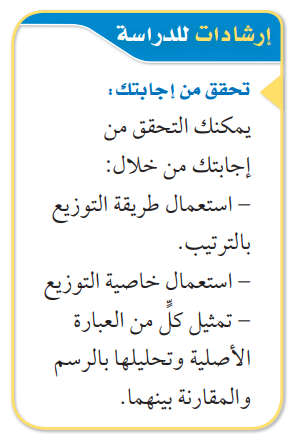 إرشادات للدراسة
تحقق من إجابتك:
يمكنك التحقق من
إجابتك من خلال:
– استعمال طريقة التوزيع
بالترتيب.
– استعمال خاصية التوزيع
– تمثيل كلٍّ من العبارة
الأصلية وتحليلها بالرسم
والمقارنة بينهما.